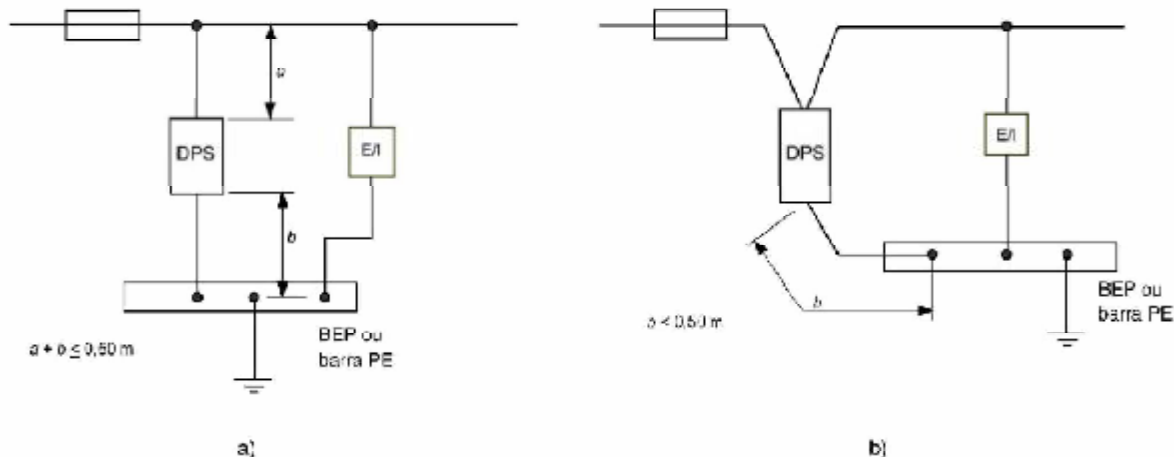 a
DPS
E/I
b
BEP ou
barra PE
a + b ≤ 0,50 m
a)
DPS
E/I
b
BEP ou
barra PE
b ≤ 0,50 m
b)